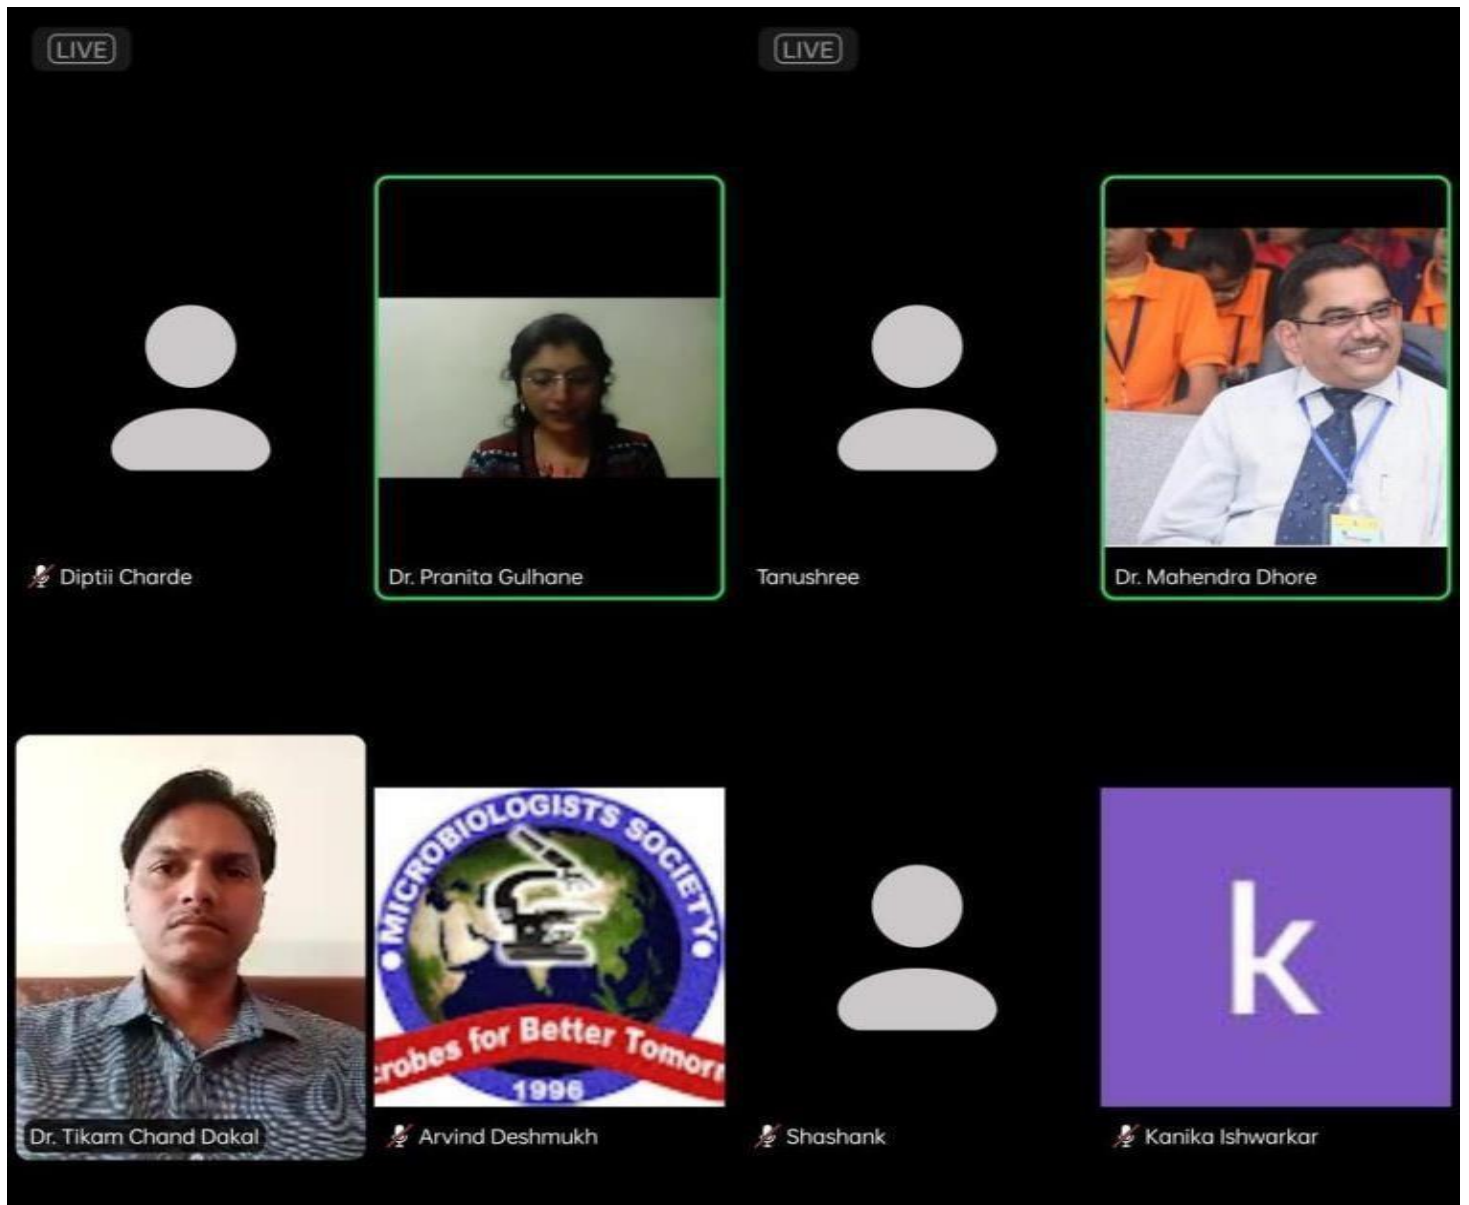 LIVE
LIVE
Diptii Charde
Dr. Pranita Gulhane
Tanushree
Dr. Mahendra Dhore
MICROBIOLOGISTS SOCIETY
crobes for Better Tomorr
1996
k
Dr. Tikam Chand Dakal
Arvind Deshmukh
Shashank
Kanika Ishwarkar